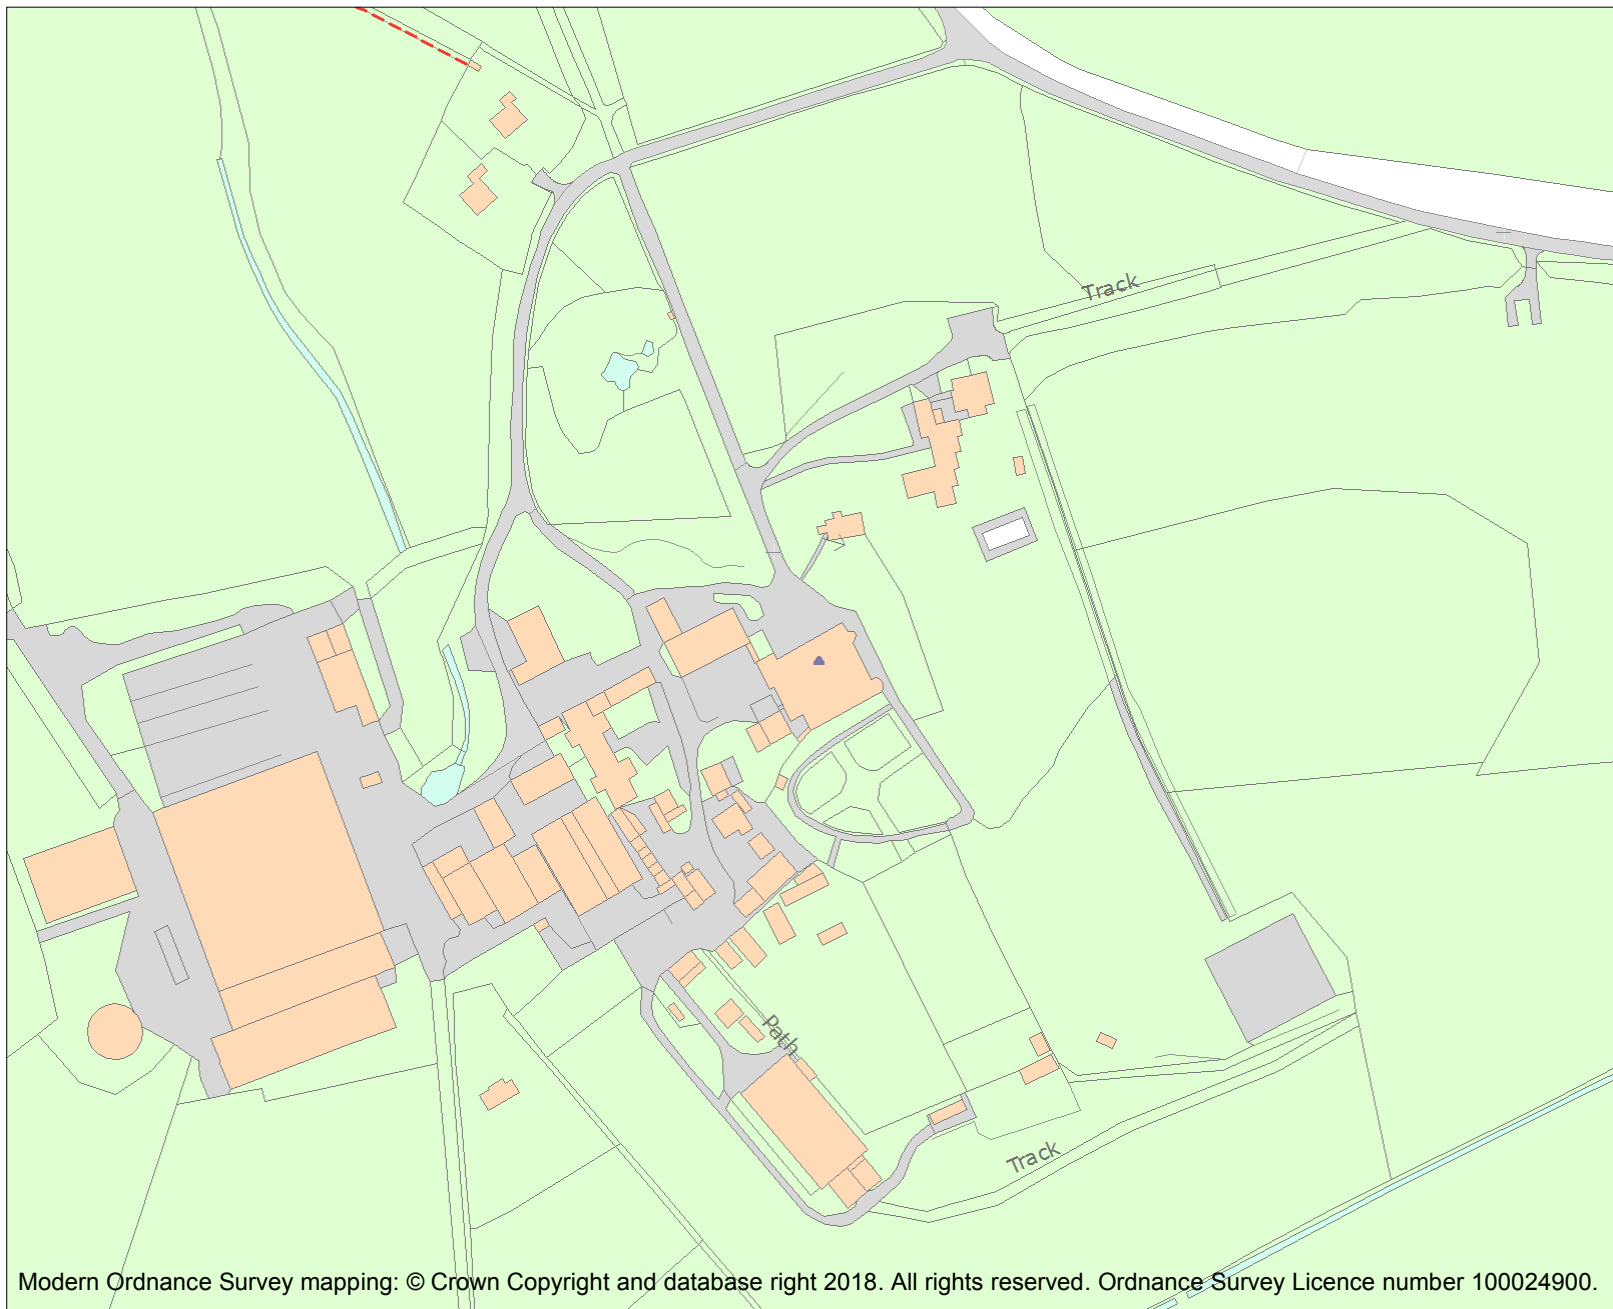 Track
Path
Track
Modern Ordnance Survey mapping: © Crown Copyright and database right 2018. All rights reserved. Ordnance Survey Licence number 100024900.